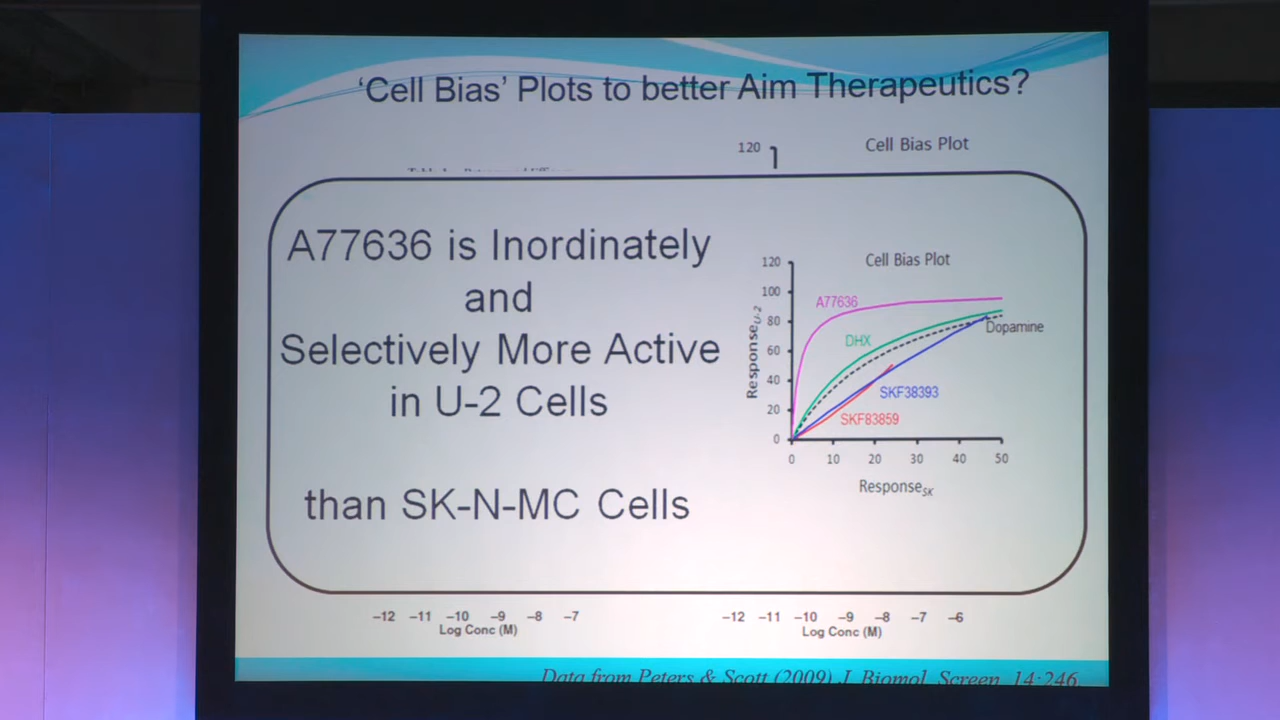 ‘Cell Bias’ Plots to better Aim Therapeutics?
120
Cell Bias Plot
A77636 is Inordinately
and
Selectively More Active
in U-2 Cells
than SK-N-MC Cells
Cell Bias Plot
120
100
80
60
40
20
0
ResponseU-2
A77636
DHX
Dopamine
SKF38393
SKF83859
0 10 20 30 40 50
ResponseSK
–12 –11 –10 –9 –8 –7
Log Conc (M)
–12 –11 –10 –9 –8 –7 –6
Log Conc (M)
Data from Peters & Scott (2009) J. Biomol. Screen. 14:246